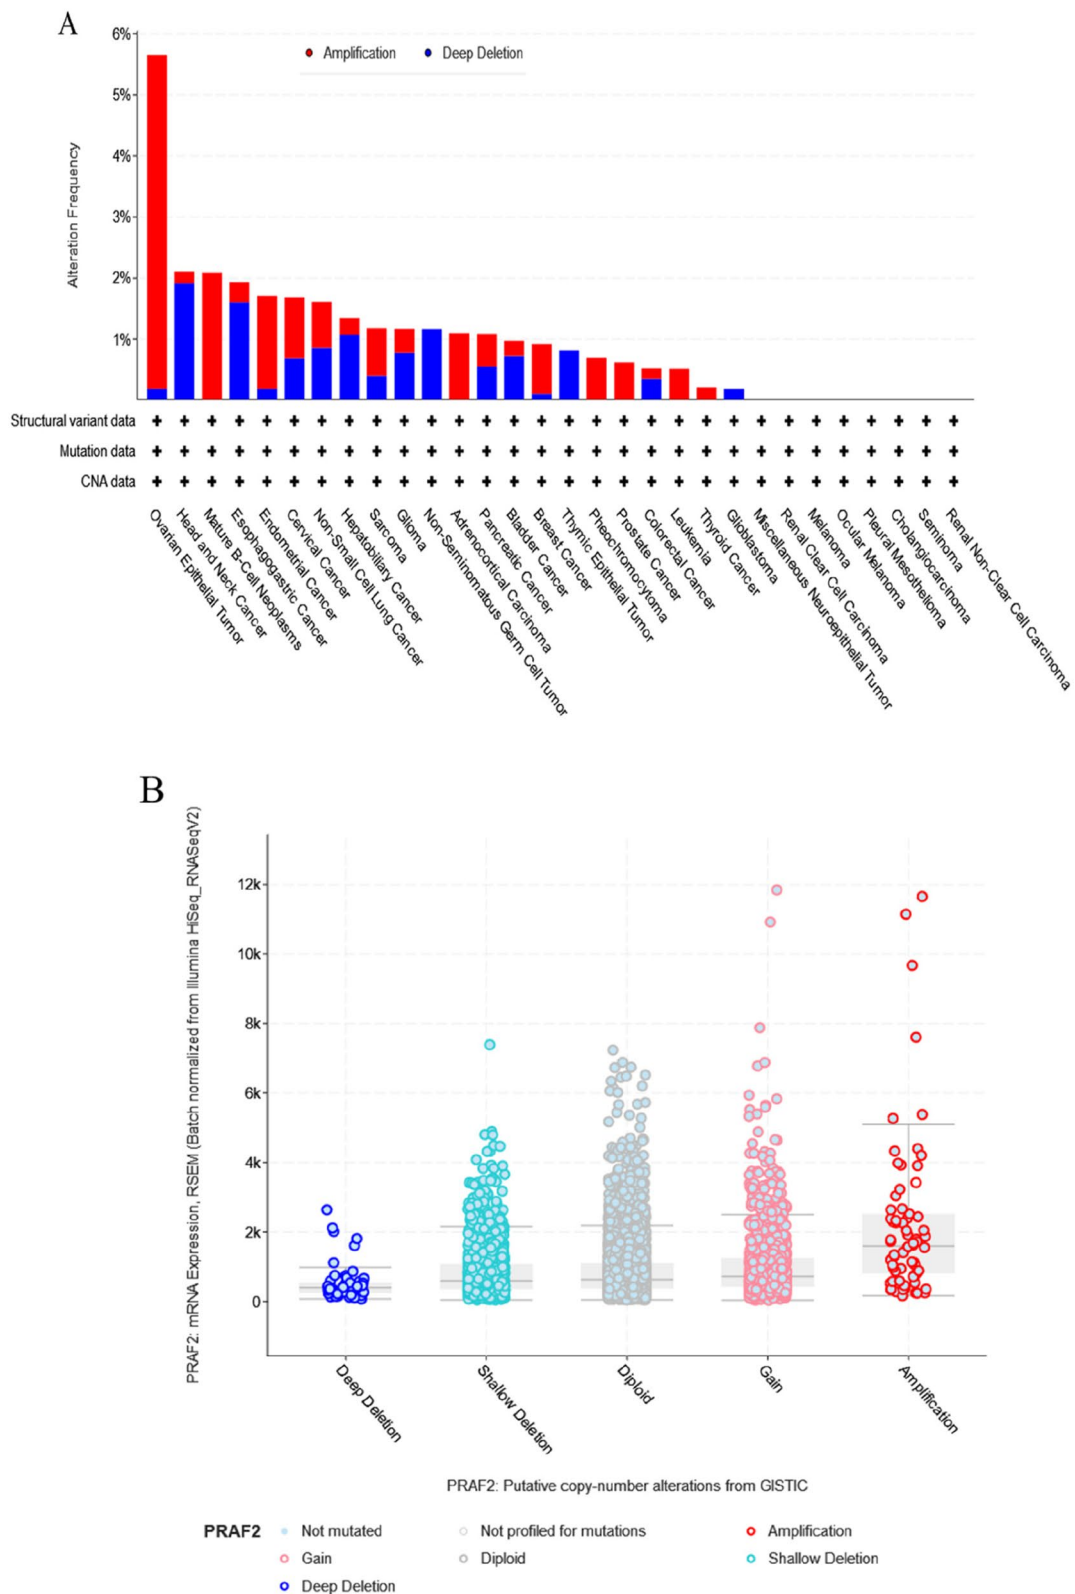 A
6%
Amplification
Deep Deletion
5%
4%
3%
2%
1%
Alteration Frequency
Structural variant data
Mutation data
CNA data
Ovarian Epithelial Tumor
Head and Neck Cancer
Mature B-Cell Neoplasms
Esophagogastric Cancer
Endometrial Cancer
Cervical Cancer
Non-Small Cell Lung Cancer
Hepatobiliary Cancer
Sarcoma
Glioma
Non-Seminomatous Germ Cell Tumor
Adrenocortical Carcinoma
Pancreatic Cancer
Bladder Cancer
Breast Cancer
Thymic Epithelial Tumor
Pheochromocytoma
Prostate Cancer
Colorectal Cancer
Leukemia
Thyroid Cancer
Glioblastoma
Miscellaneous Neuroepithelial Tumor
Renal Clear Cell Carcinoma
Melanoma
Ocular Melanoma
Pleural Mesothelioma
Cholangiocarcinoma
Seminoma
Renal Non-Clear Cell Carcinoma
B
PRAF2: mRNA Expression, RSEM (Batch normalized from Illumina HiSeq_RNASeqV2)
12k
10k
8k
6k
4k
2k
0
Deep Deletion
Shallow Deletion
Diploid
Gain
Amplification
PRAF2: Putative copy-number alterations from GISTIC
PRAF2 Not mutated Not profiled for mutations Amplification
Gain Diploid Shallow Deletion
Deep Deletion